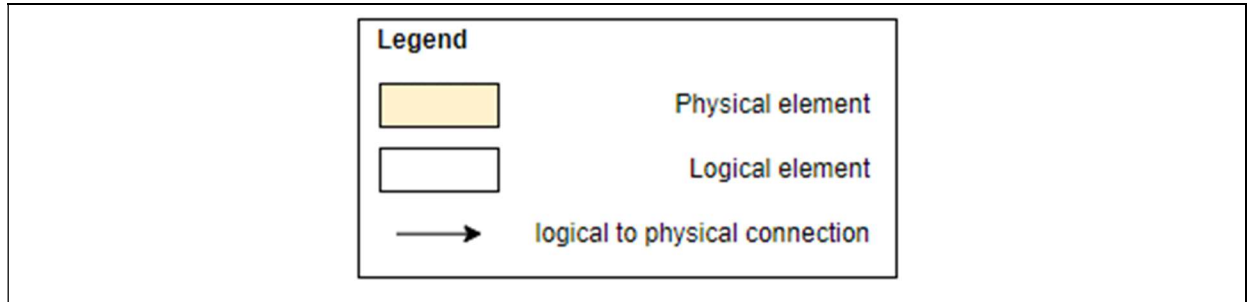 Legend
Physical element
Logical element
logical to physical connection